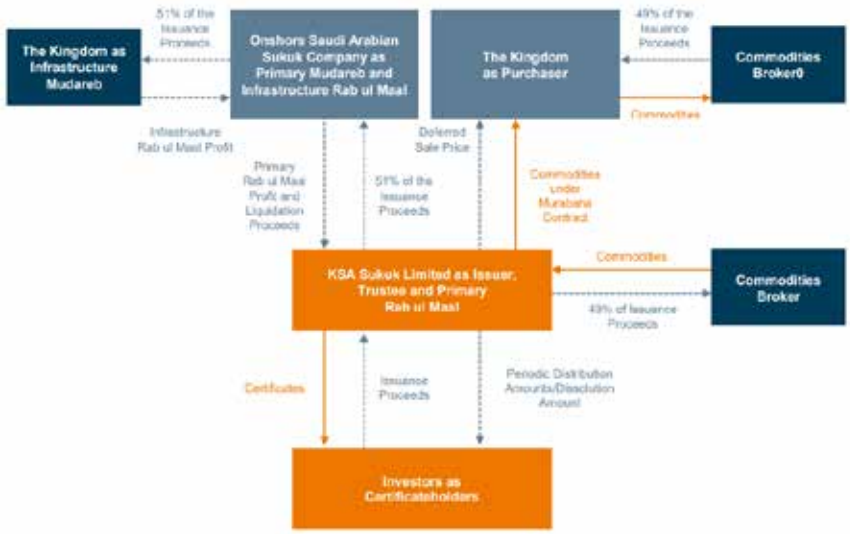 51% of the
Issuance
Proceeds
49% of the
Issuance
Proceeds
The Kingdom as
Infrastructure
Mudareb
Onshors Saudi Arabian
Sukuk Company as
Primary Mudareb and
Infrastructure Rab ul Maal
The Kingdom
as Purchaser
Commodities
Broker0
Commodities
Infrastructure
Rab ul Maal Profit
Deferred
Sale Price
Primary
Rab ul Maal
Profit and
Liquidation
Proceeds
51% of the
Issuance
Proceeds
Commodities
under
Murabaha
Contract
KSA Sukuk Limited as Issuer,
Trustee and Primary
Rab ul Maal
Commodities
Commodities
Broker
49% of Issuance
Proceeds
Certificates
Issuance
Proceeds
Periodic Distribution
Amounts/Dissolution
Amount
Investors as
Certificateholders